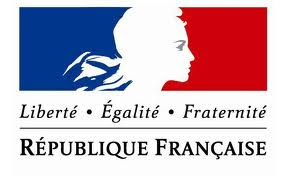 Liberté • Égalité • Fraternité
RÉPUBLIQUE FRANÇAISE